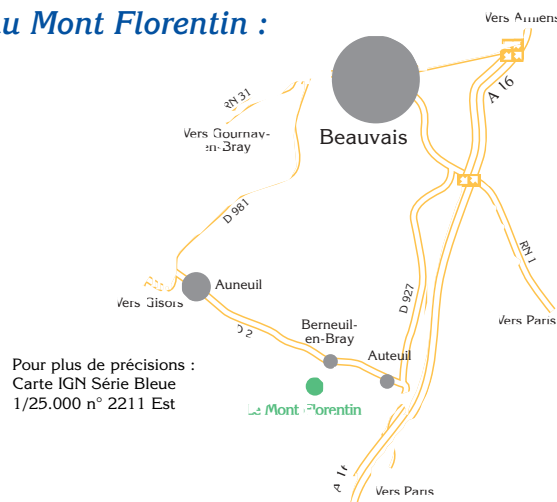 au Mont Florentin :
Vers Amiens
A 16
RN 31
Vers Gournay-
en-Bray
Beauvais
D 981
RN 1
Auneuil
Vers Gisors
D 927
D 2
Berneuil-
en-Bray
Vers Paris
Auteuil
Pour plus de précisions :
Carte IGN Série Bleue
1/25.000 n° 2211 Est
Le Mont Florentin
A 16
Vers Paris